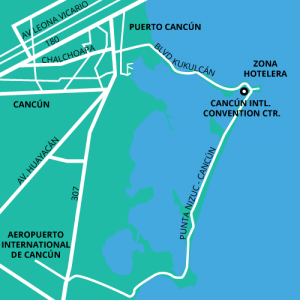 AV. LEONA VICARIO
180
CHALCHOAPA
PUERTO CANCÚN
BLVD KUKULCÁN
ZONA
HOTELERA
CANCÚN
CANCÚN INTL.
CONVENTION CTR.
AV. HUAYACÁN
307
PUNTA NIZUC - CANCÚN
AEROPUERTO
INTERNATIONAL
DE CANCÚN